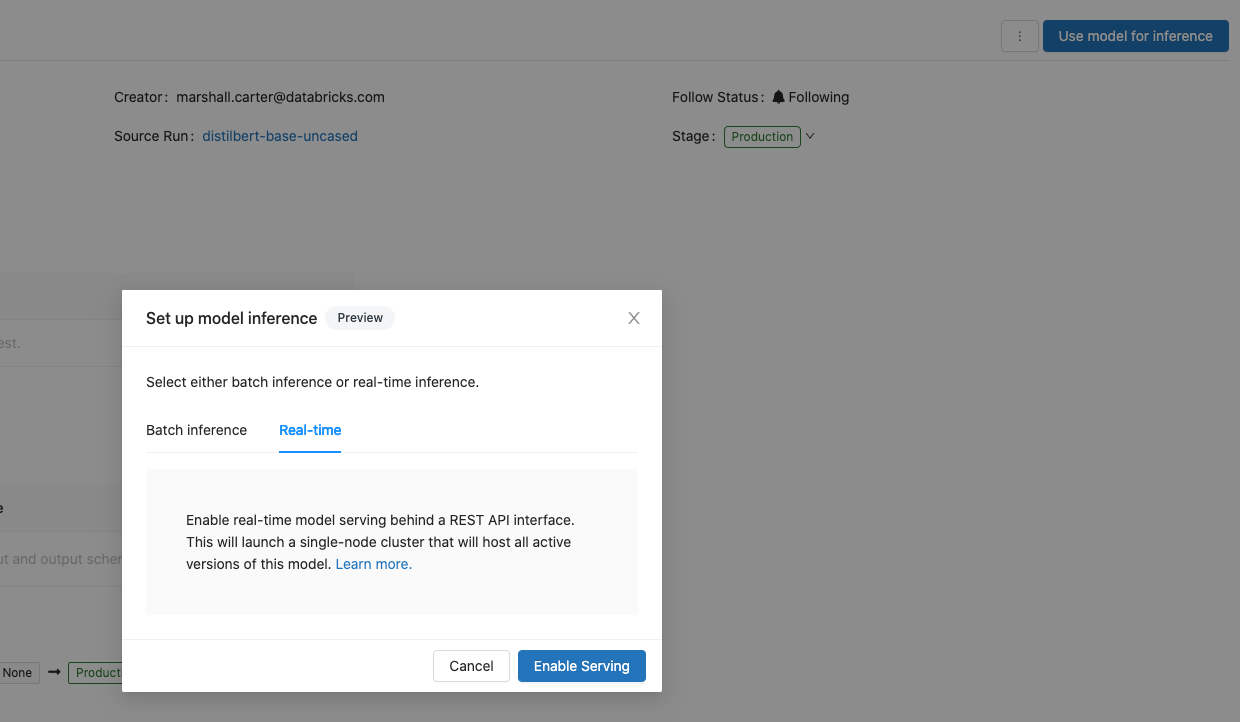 Use model for inference
Creator: marshall.carter@databricks.com
Follow Status: Following
Source Run: distilbert-base-uncased
Stage: Production
Set up model inference Preview
est.
Select either batch inference or real-time inference.
Batch inference Real-time
e
Enable real-time model serving behind a REST API interface.
This will launch a single-node cluster that will host all active
versions of this model. Learn more.
ut and output scher
Cancel Enable Serving
None → Producti